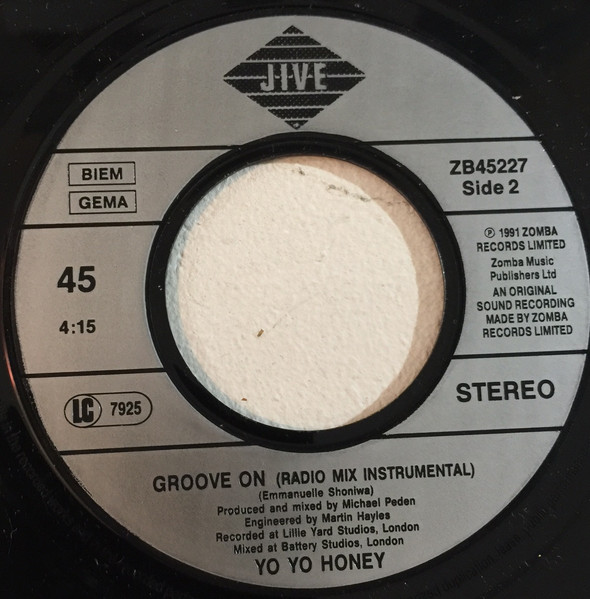 JIVE
BIEM
GEMA
ZB45227
Side 2
45
4:15
℗ 1991 ZOMBA
RECORDS LIMITED
Zomba Music
Publishers Ltd
AN ORIGINAL
SOUND RECORDING
MADE BY ZOMBA
RECORDS LIMITED
LC 7925
STEREO
GROOVE ON (RADIO MIX INSTRUMENTAL)
(Emmanuelle Shoniwa)
Produced and mixed by Michael Peden
Engineered by Martin Hayles
Recorded at Lillie Yard Studios, London
Mixed at Battery Studios, London
YO YO HONEY